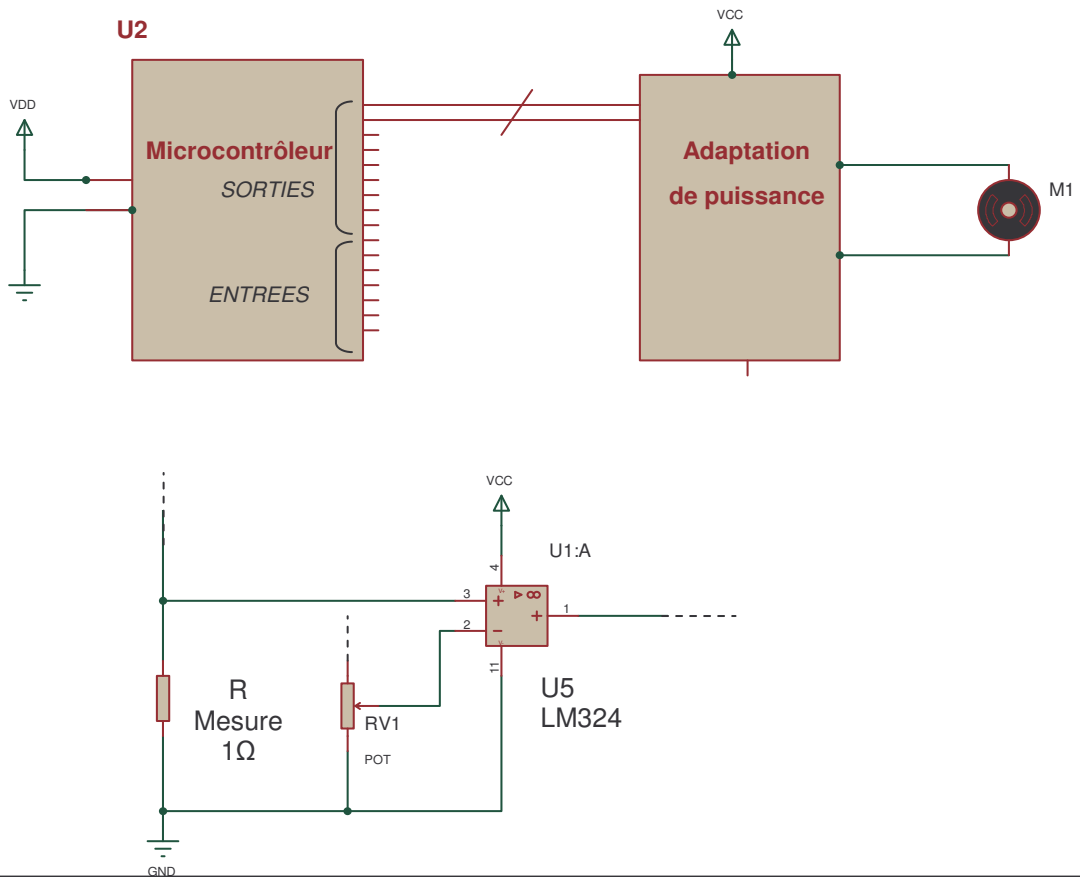 U2
VCC
VDD
Microcontrôleur
SORTIES
ENTREES
Adaptation
de puissance
M1
VCC
U1:A
4
V+
3
+
2
−
+
1
V-
11
U5
LM324
R
Mesure
1Ω
RV1
POT
GND